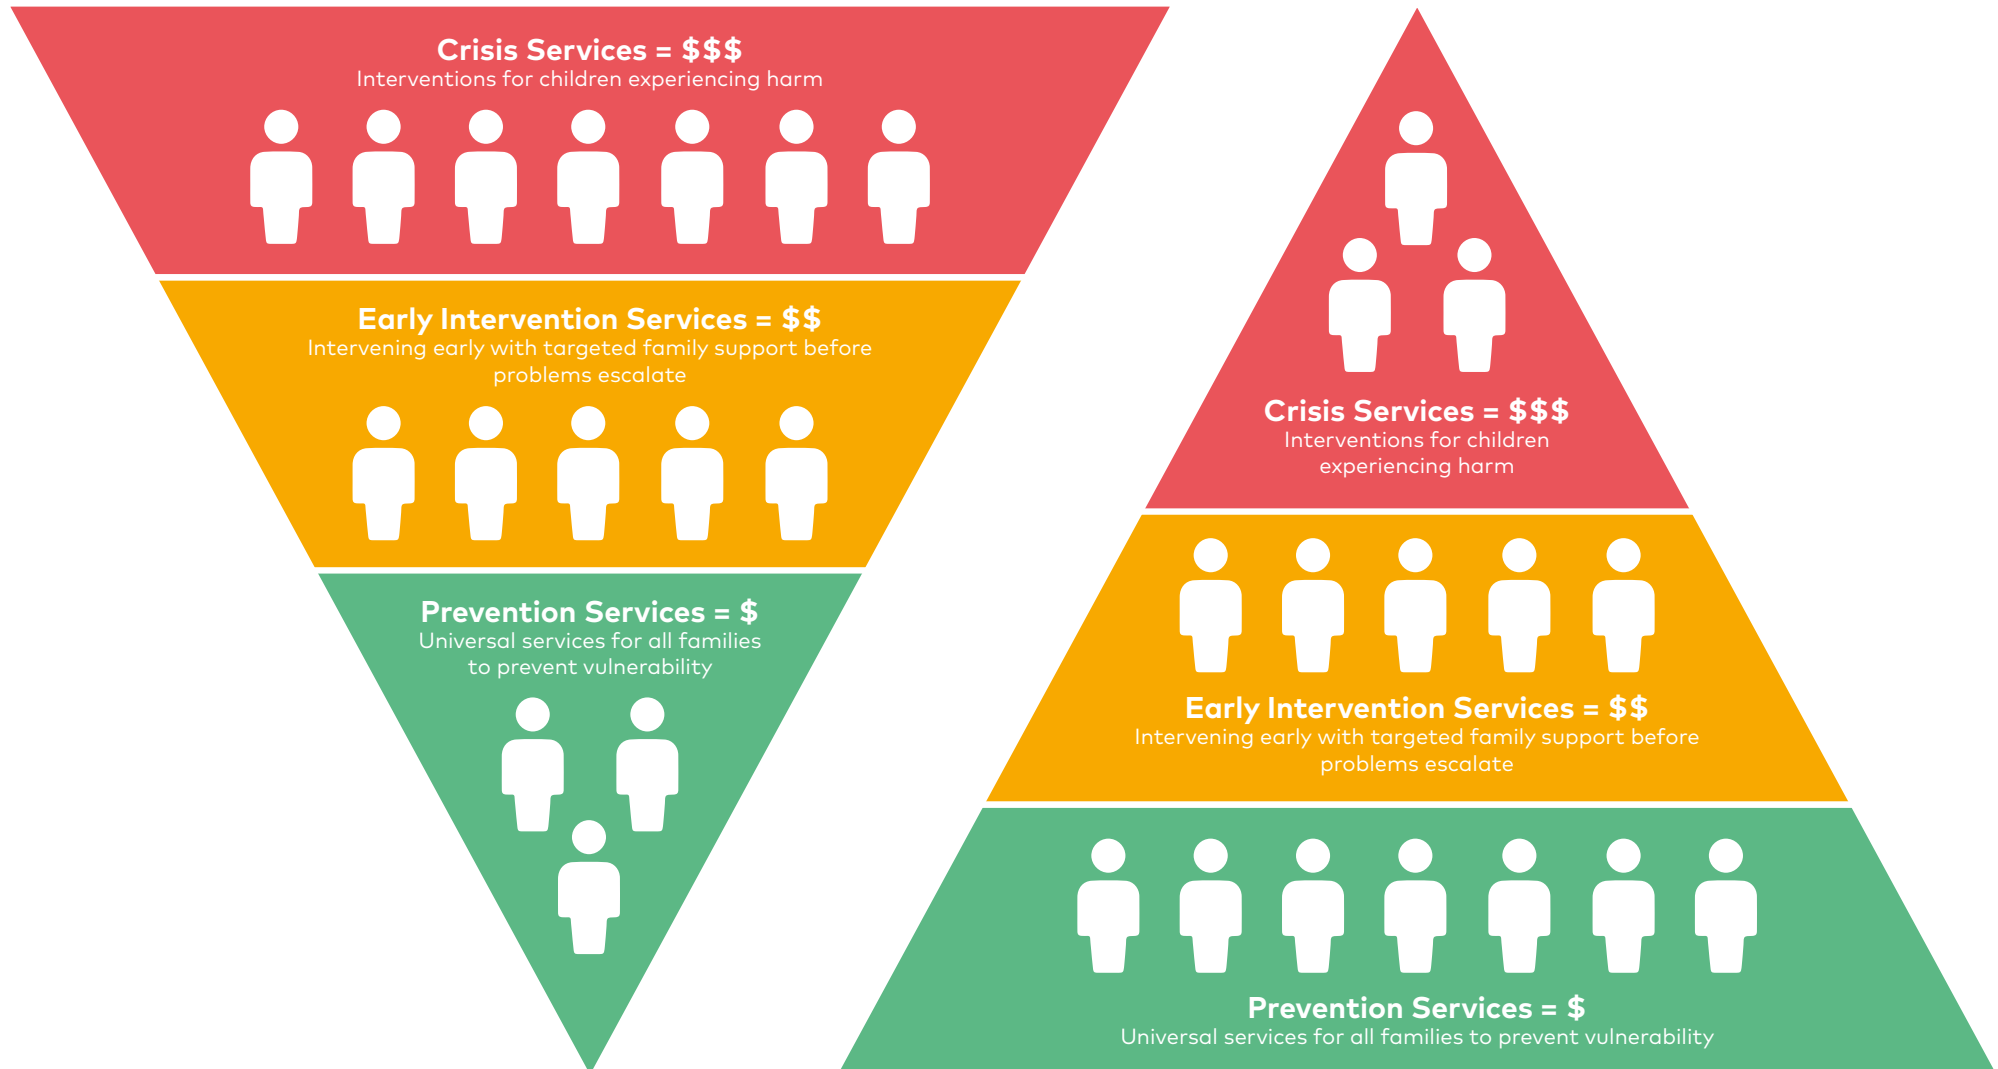 Crisis Services = $$$
Interventions for children experiencing harm
Early Intervention Services = $$
Intervening early with targeted family support before
problems escalate
Prevention Services = $
Universal services for all families
to prevent vulnerability
Crisis Services = $$$
Interventions for children
experiencing harm
Early Intervention Services = $$
Intervening early with targeted family support before
problems escalate
Prevention Services = $
Universal services for all families to prevent vulnerability